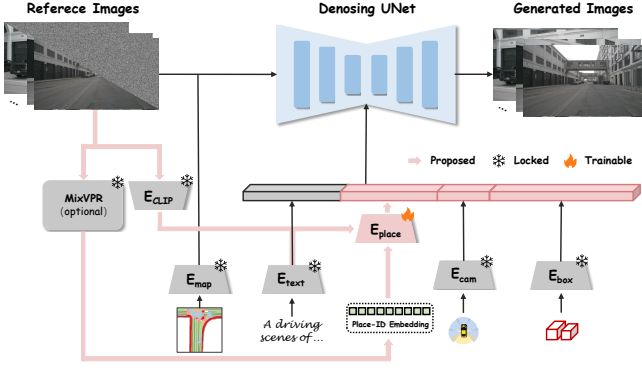 Referece Images
Denosing UNet
Generated Images
...
...
Proposed
Locked
Trainable
MixVPR
(optional)
E_CLIP
E_place
E_map
E_text
E_cam
E_box
A driving
scenes of...
Place-ID Embedding